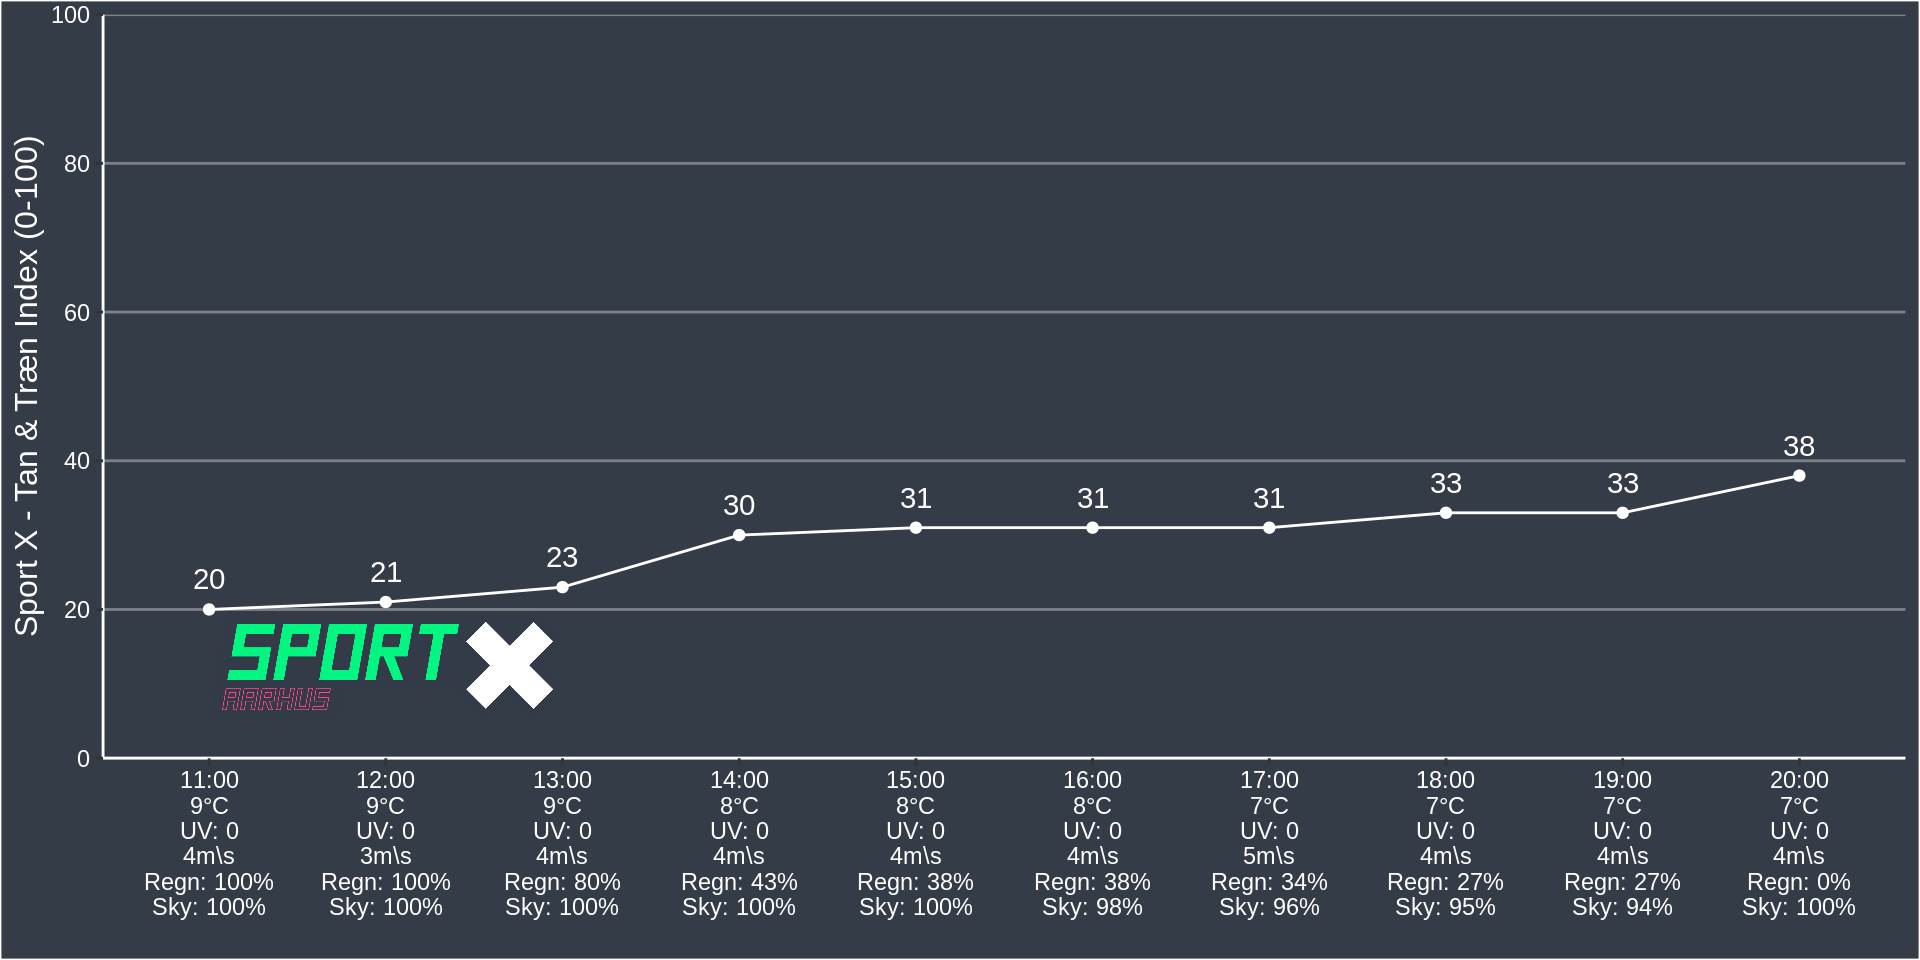 Sport X - Tan & Træn Index (0-100)
100
80
60
40
20
0
20
21
23
30
31
31
31
33
33
38
SPORT X
AARHUS
11:00
9°C
UV: 0
4m\s
Regn: 100%
Sky: 100%
12:00
9°C
UV: 0
3m\s
Regn: 100%
Sky: 100%
13:00
9°C
UV: 0
4m\s
Regn: 80%
Sky: 100%
14:00
8°C
UV: 0
4m\s
Regn: 43%
Sky: 100%
15:00
8°C
UV: 0
4m\s
Regn: 38%
Sky: 100%
16:00
8°C
UV: 0
4m\s
Regn: 38%
Sky: 98%
17:00
7°C
UV: 0
5m\s
Regn: 34%
Sky: 96%
18:00
7°C
UV: 0
4m\s
Regn: 27%
Sky: 95%
19:00
7°C
UV: 0
4m\s
Regn: 27%
Sky: 94%
20:00
7°C
UV: 0
4m\s
Regn: 0%
Sky: 100%